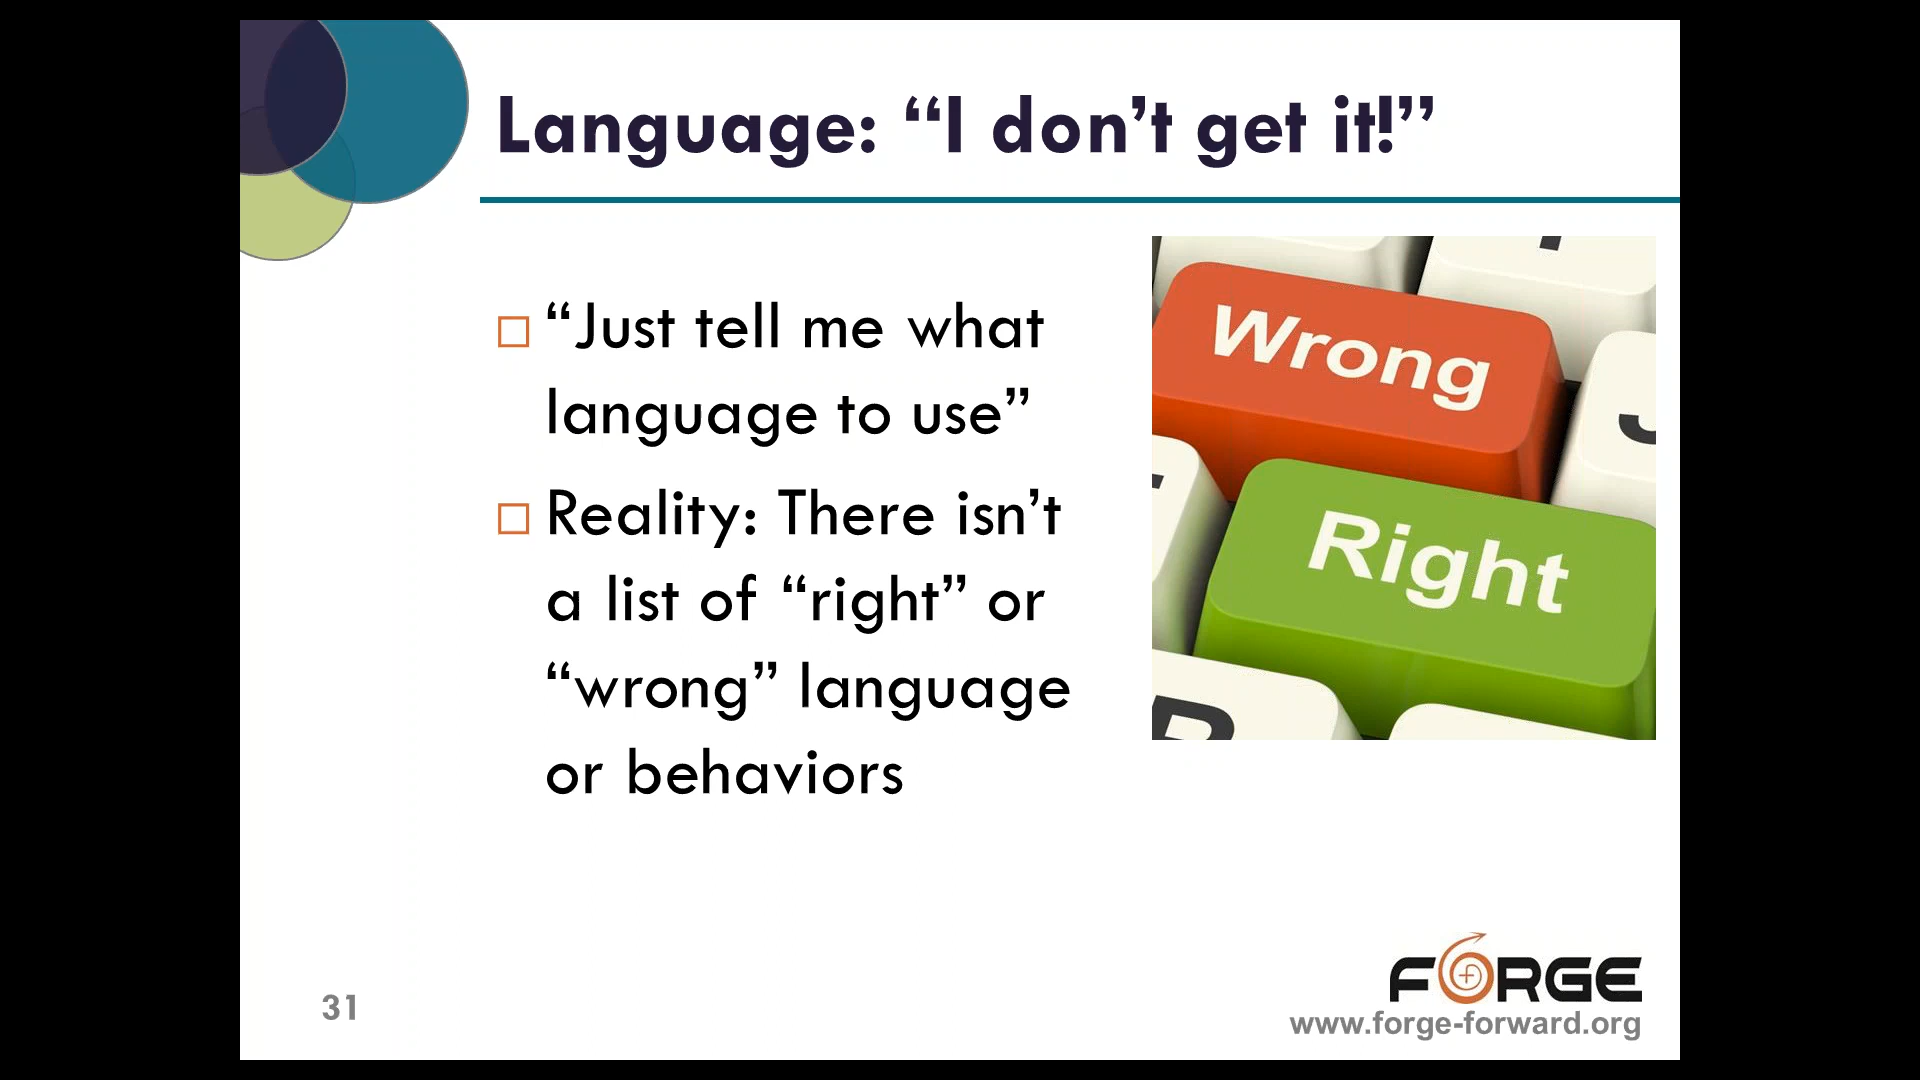 Language: “I don’t get it!”
“Just tell me what
language to use”
Reality: There isn’t
a list of “right” or
“wrong” language
or behaviors
Wrong
Right
31
FORGE
www.forge-forward.org